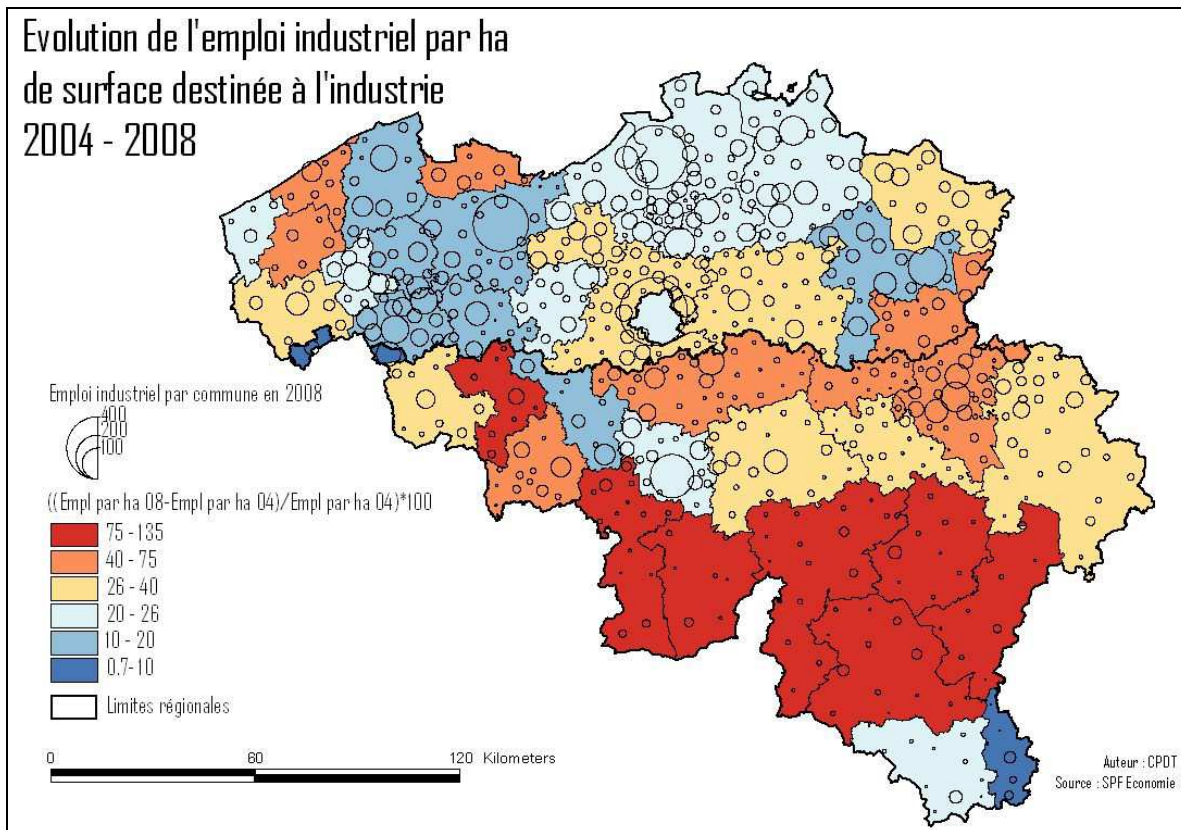 Evolution de l'emploi industriel par ha
de surface destinée à l'industrie
2004 - 2008
Emploi industriel par commune en 2008
400
200
100
((Empl par ha 08-Empl par ha 04)/Empl par ha 04)*100
75 -135
40 - 75
26 - 40
20 - 26
10 - 20
0.7-10
Limites régionales
0 60 120 Kilometers
Auteur : CPDT
Source : SPF Economie